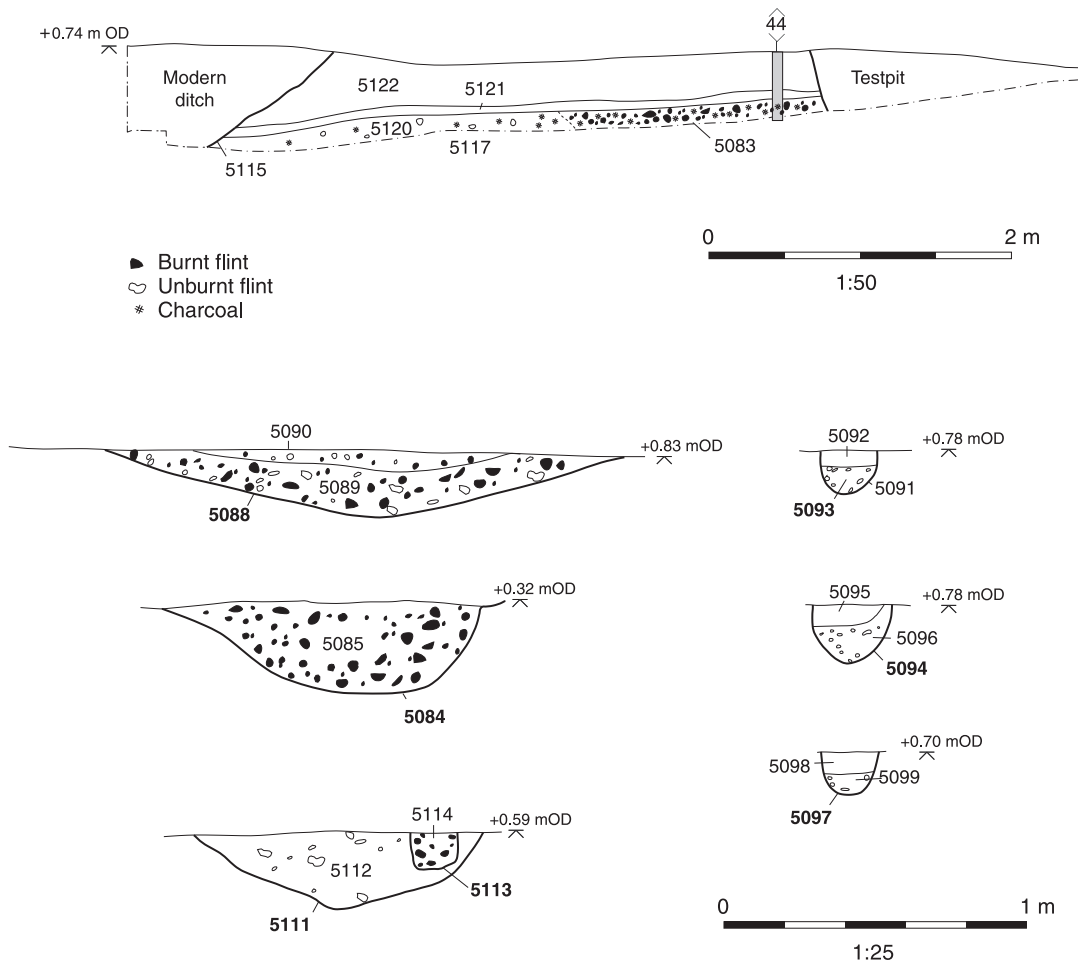 44
+0.74 m OD
Modern
ditch
5122
5121
Testpit
5120
5117
5083
5115
0 2 m
1:50
Burnt flint
Unburnt flint
Charcoal
5090
+0.83 mOD
5089
5088
5092
+0.78 mOD
5091
5093
+0.32 mOD
5085
5084
5095
+0.78 mOD
5096
5094
+0.70 mOD
5098
5099
5097
5114
+0.59 mOD
5112
5113
5111
0 1 m
1:25